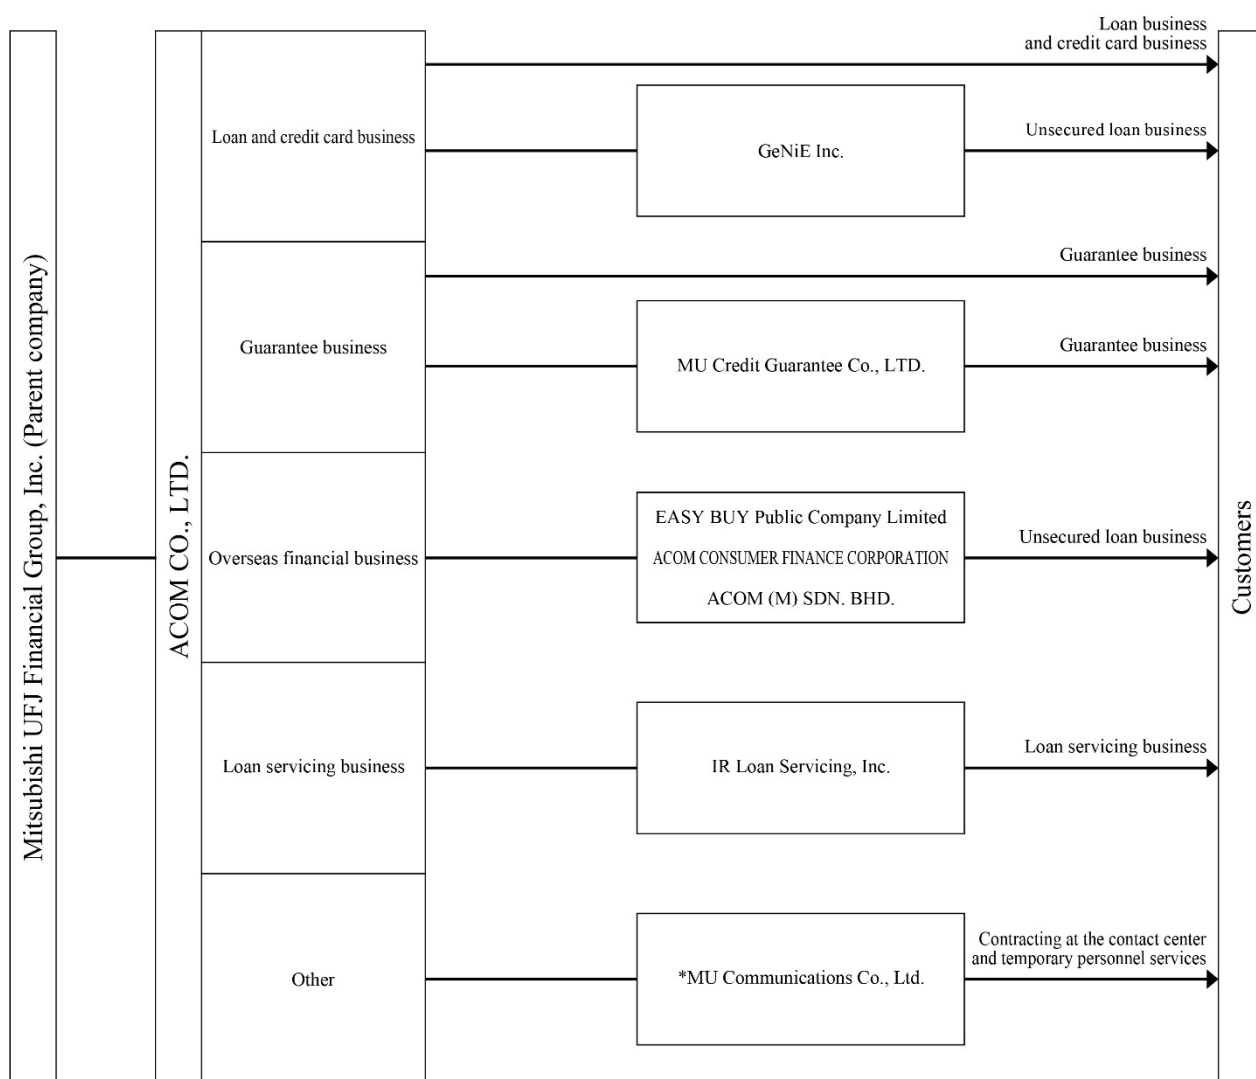 Mitsubishi UFJ Financial Group, Inc. (Parent company)
ACOM CO., LTD.
Loan and credit card business
Loan business
and credit card business
GeNiE Inc.
Unsecured loan business
Guarantee business
Guarantee business
MU Credit Guarantee Co., LTD.
Guarantee business
Overseas financial business
EASY BUY Public Company Limited
ACOM CONSUMER FINANCE CORPORATION
ACOM (M) SDN. BHD.
Unsecured loan business
Loan servicing business
IR Loan Servicing, Inc.
Loan servicing business
Other
*MU Communications Co., Ltd.
Contracting at the contact center
and temporary personnel services
Customers